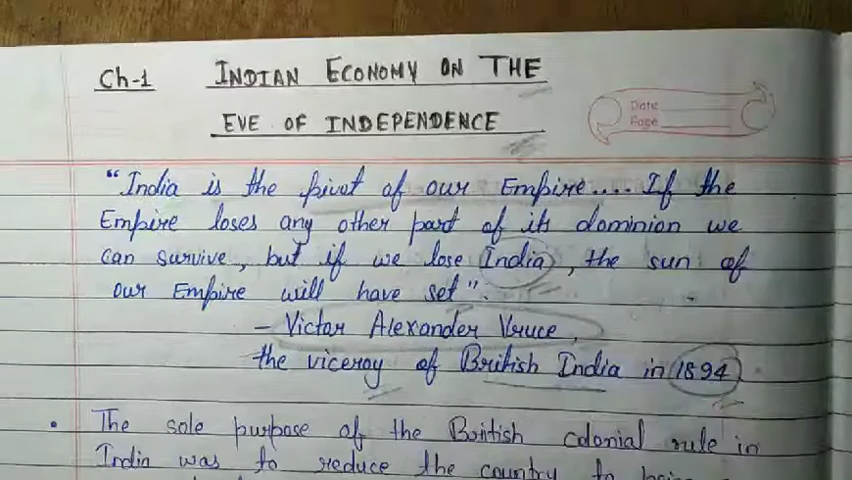 Ch-1 INDIAN ECONOMY ON THE
EVE OF INDEPENDENCE
Date
Page
"India is the pivot of our Empire.... If the
Empire loses any other part of its dominion we
can survive, but if we lose India, the sun of
our Empire will have set".
- Victor Alexander Vruce,
the viceroy of British India in 1894
• The sole purpose of the British colonial rule in
India was to reduce the country to being